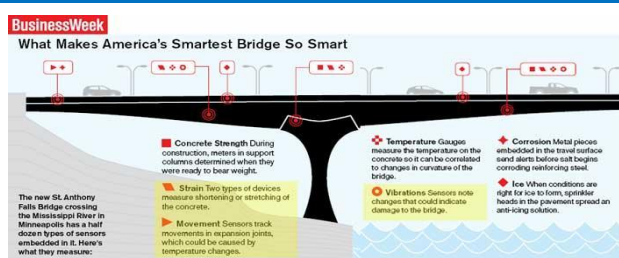 BusinessWeek
What Makes America's Smartest Bridge So Smart
The new St. Anthony
Falls Bridge crossing
the Mississippi River in
Minneapolis has a half
dozen types of sensors
embedded in it. Here's
what they measure:
Concrete Strength During
construction, meters in support
columns determined when they
were ready to bear weight.
Strain Two types of devices
measure shortening or stretching of
the concrete.
Movement Sensors track
movements in expansion joints,
which could be caused by
temperature changes.
Temperature Gauges
measure the temperature on the
concrete so it can be correlated
to changes in curvature of the
bridge.
Vibrations Sensors note
changes that could indicate
damage to the bridge.
Corrosion Metal pieces
embedded in the travel surface
send alerts before salt begins
corroding reinforcing steel.
Ice When conditions are
right for ice to form, sprinkler
heads in the pavement spread an
anti-icing solution.